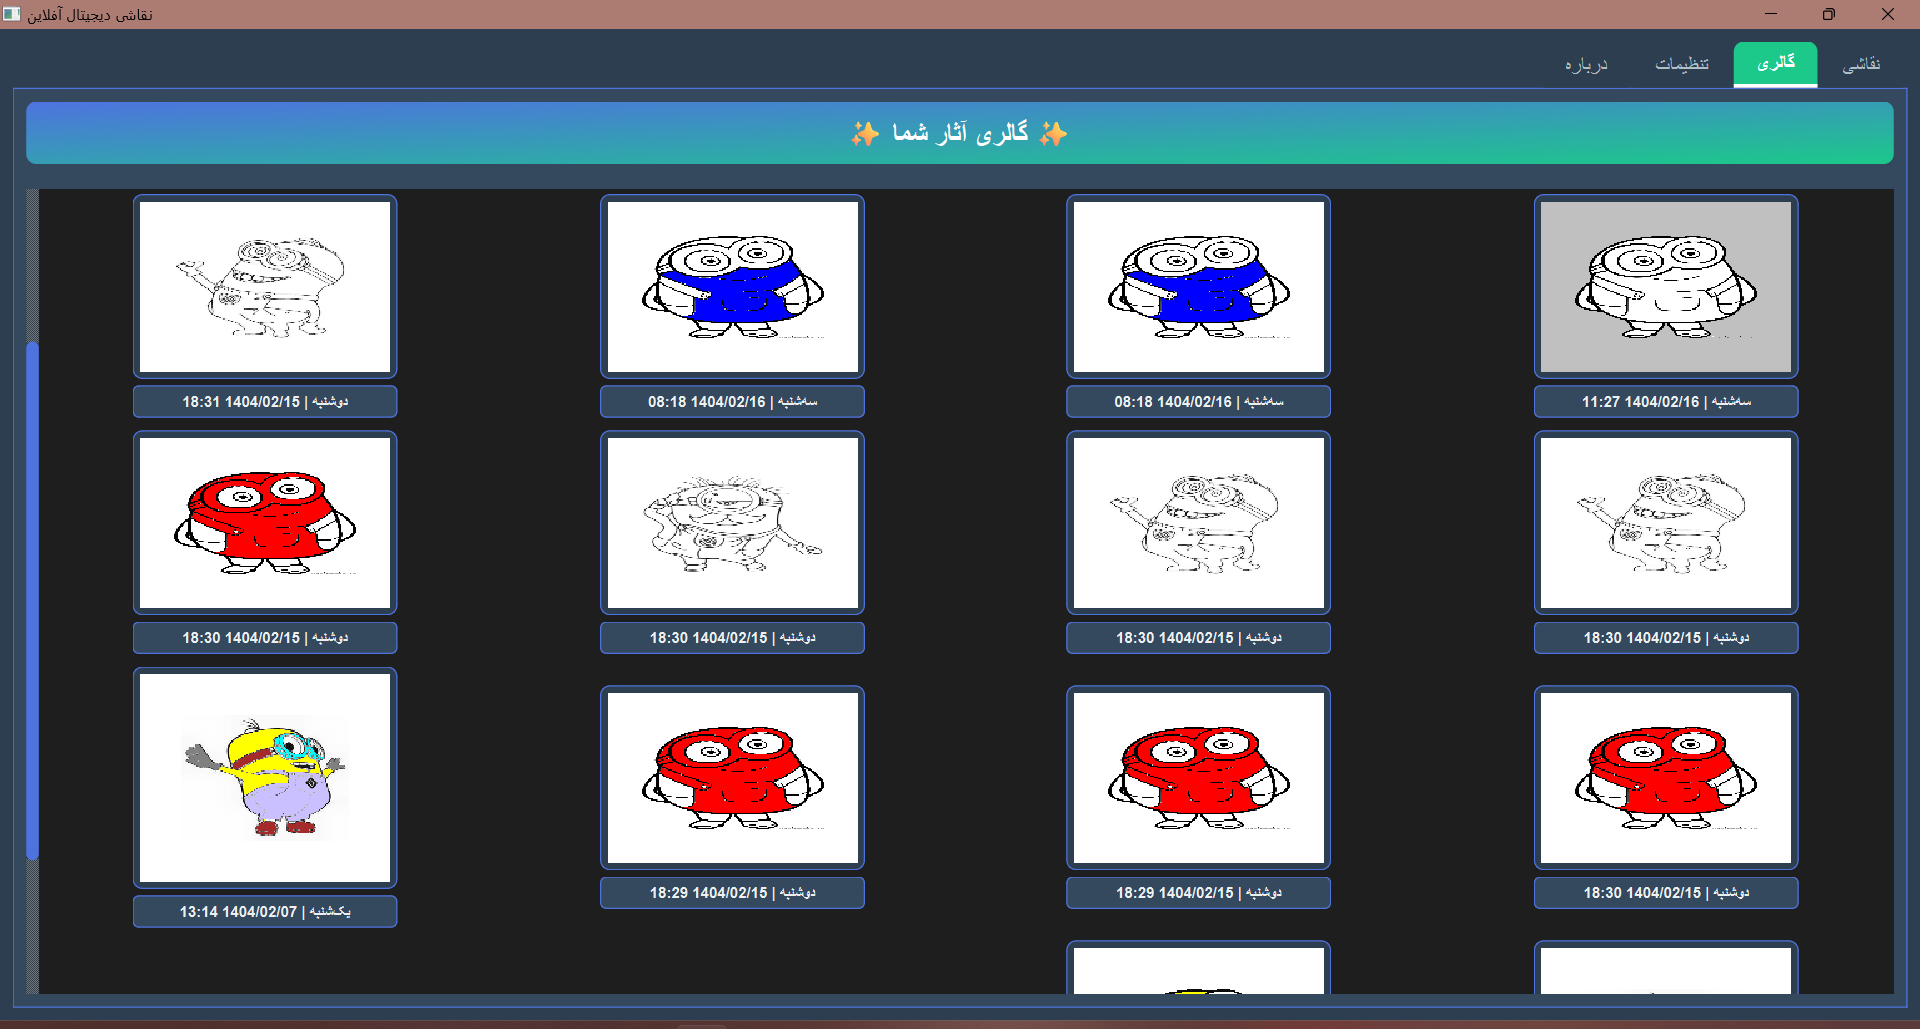 نقاشی دیجیتال آفلاین
نقاشی
گالری
تنظیمات
درباره
✨ گالری آثار شما ✨
سه‌شنبه | 1404/02/16 11:27
سه‌شنبه | 1404/02/16 08:18
سه‌شنبه | 1404/02/16 08:18
دوشنبه | 1404/02/15 18:31
دوشنبه | 1404/02/15 18:30
دوشنبه | 1404/02/15 18:30
دوشنبه | 1404/02/15 18:30
دوشنبه | 1404/02/15 18:30
دوشنبه | 1404/02/15 18:30
دوشنبه | 1404/02/15 18:29
دوشنبه | 1404/02/15 18:29
یک‌شنبه | 1404/02/07 13:14